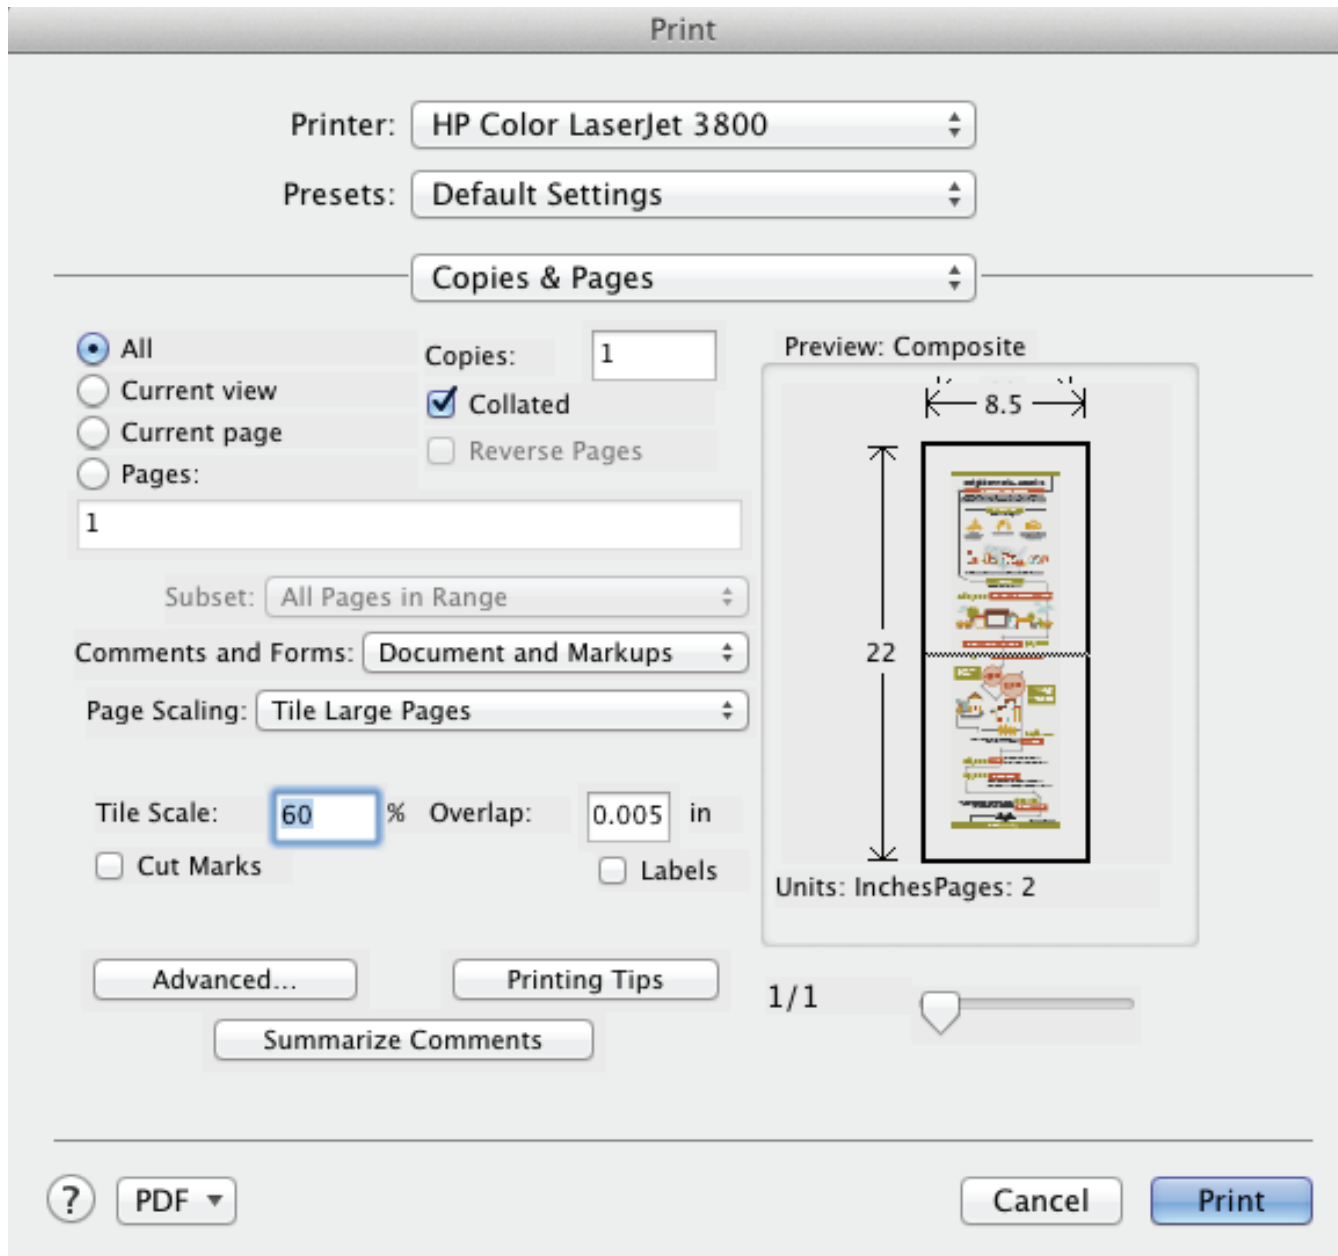 Print
Printer: HP Color LaserJet 3800
Presets: Default Settings
Copies & Pages
All
Current view
Current page
Pages:
1
Copies: 1
Collated
Reverse Pages
Subset: All Pages in Range
Comments and Forms: Document and Markups
Page Scaling: Tile Large Pages
Tile Scale: 60 % Overlap: 0.005 in
Cut Marks
Labels
Advanced...
Printing Tips
Summarize Comments
Preview: Composite
8.5
22
Units: InchesPages: 2
1/1
? PDF Cancel Print